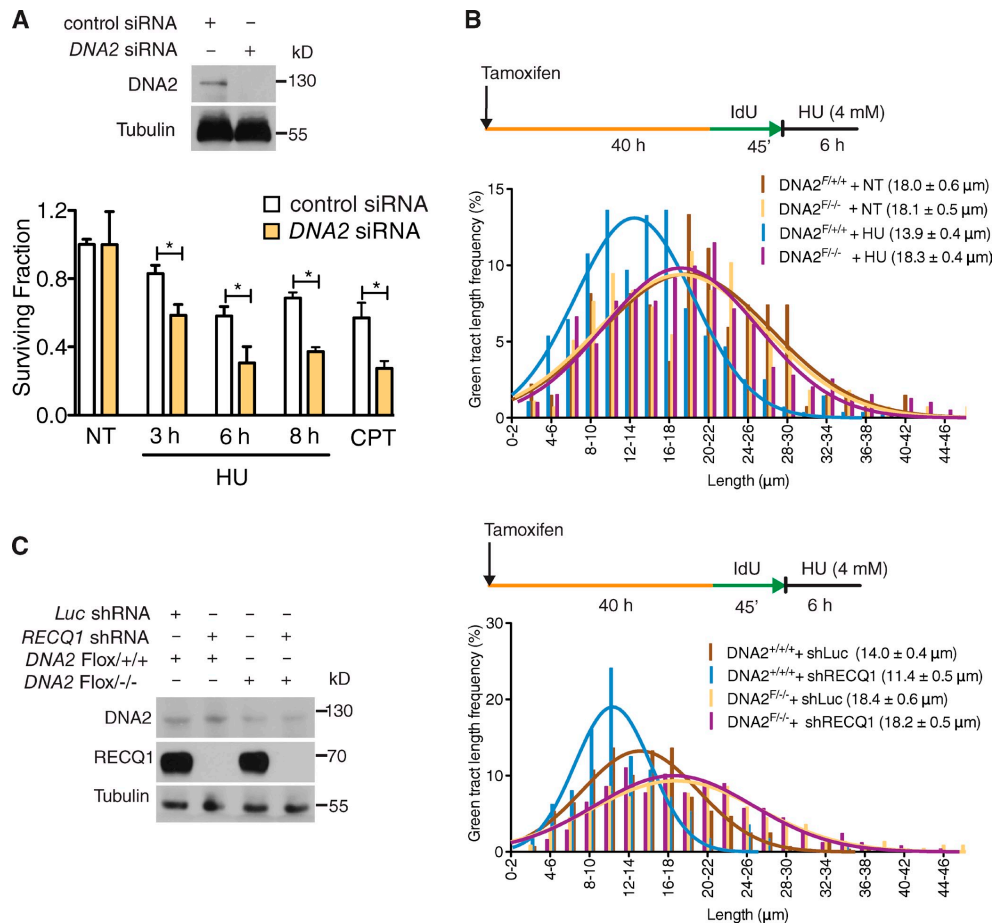 A
control siRNA + –
DNA2 siRNA – + kD
DNA2 130
Tubulin 55
Surviving Fraction
1.2
0.8
0.4
0.0
control siRNA
DNA2 siRNA
* * * *
NT 3 h 6 h 8 h CPT
HU
B
Tamoxifen
IdU HU (4 mM)
40 h 45' 6 h
Green tract length frequency (%)
15
10
5
0
DNA2F/+/+ + NT (18.0 ± 0.6 µm)
DNA2F/-/- + NT (18.1 ± 0.5 µm)
DNA2F/+/+ + HU (13.9 ± 0.4 µm)
DNA2F/-/- + HU (18.3 ± 0.4 µm)
0-2 4-6 8-10 12-14 16-18 20-22 24-26 28-30 32-34 36-38 40-42 44-46
Length (µm)
C
Luc shRNA + – + –
RECQ1 shRNA – + – +
DNA2 Flox/+/+ + + – –
DNA2 Flox/-/- – – + + kD
DNA2 130
RECQ1 70
Tubulin 55
Tamoxifen
IdU HU (4 mM)
40 h 45' 6 h
Green tract length frequency (%)
30
20
10
0
DNA2+/+/+ + shLuc (14.0 ± 0.4 µm)
DNA2+/+/+ + shRECQ1 (11.4 ± 0.5 µm)
DNA2F/-/- + shLuc (18.4 ± 0.6 µm)
DNA2F/-/- + shRECQ1 (18.2 ± 0.5 µm)
0-2 4-6 8-10 12-14 16-18 20-22 24-26 28-30 32-34 36-38 40-42 44-46
Length (µm)